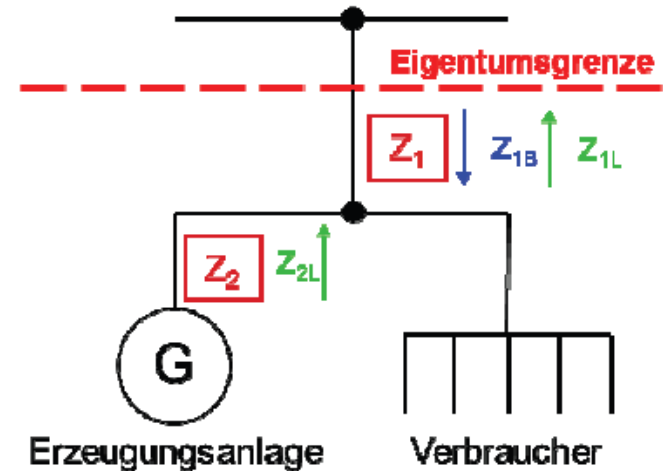 Eigentumsgrenze
Z₁ Z₁B Z₁L
Z₂ Z₂L
G
Erzeugungsanlage Verbraucher